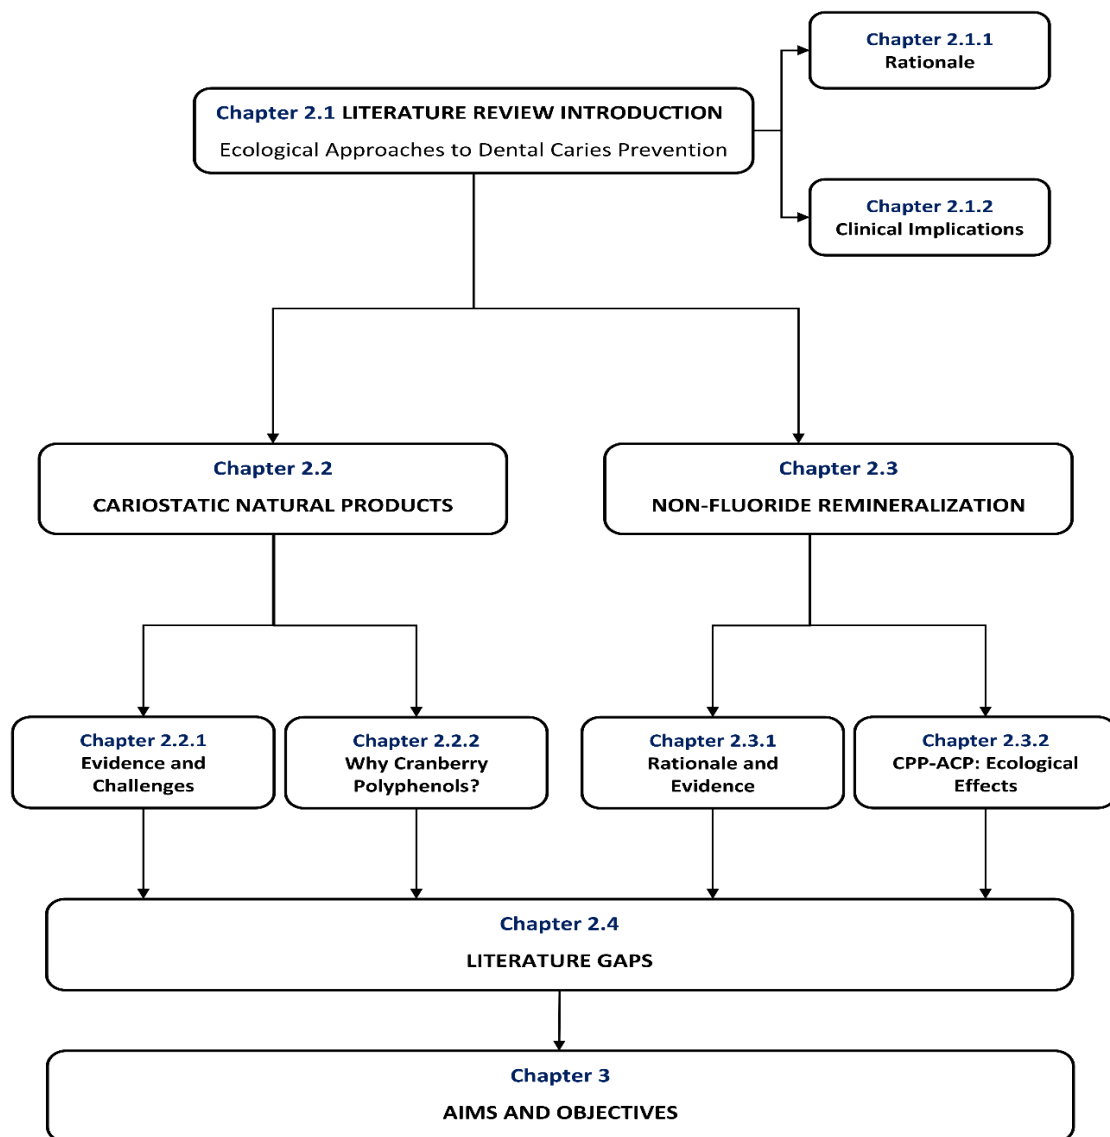 Chapter 2.1.1
Rationale
Chapter 2.1 LITERATURE REVIEW INTRODUCTION
Ecological Approaches to Dental Caries Prevention
Chapter 2.1.2
Clinical Implications
Chapter 2.2
CARIOSTATIC NATURAL PRODUCTS
Chapter 2.3
NON-FLUORIDE REMINERALIZATION
Chapter 2.2.1
Evidence and
Challenges
Chapter 2.2.2
Why Cranberry
Polyphenols?
Chapter 2.3.1
Rationale and
Evidence
Chapter 2.3.2
CPP-ACP: Ecological
Effects
Chapter 2.4
LITERATURE GAPS
Chapter 3
AIMS AND OBJECTIVES